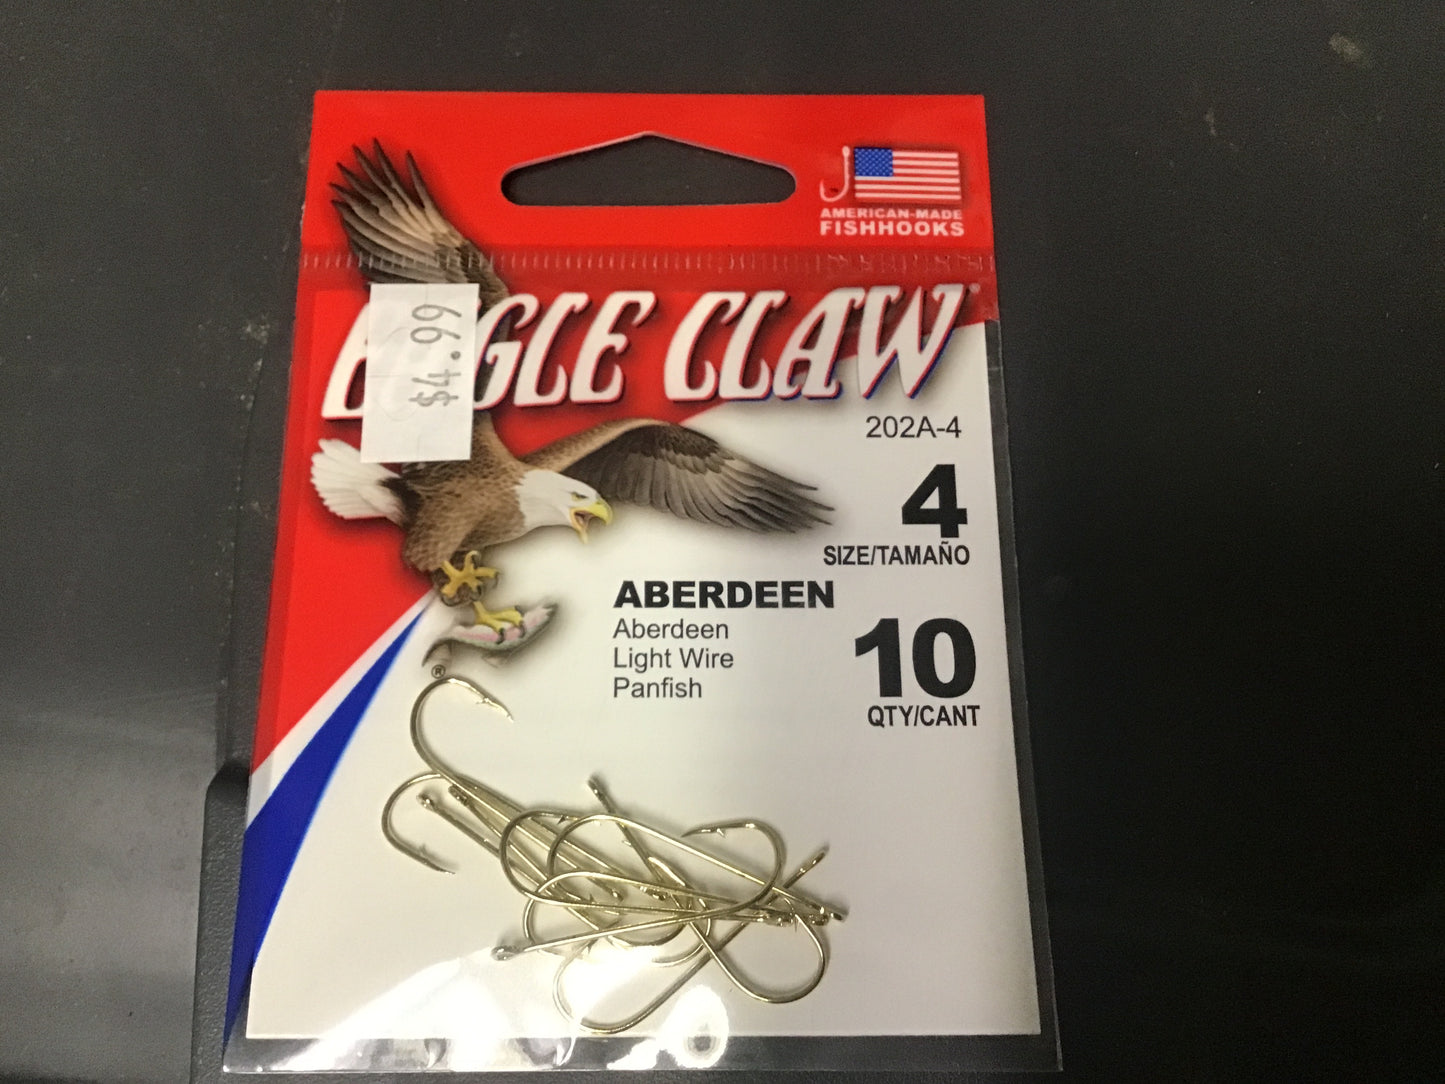 AMERICAN-MADE
FISHHOOKS
EAGLE CLAW®
$4.99
202A-4
4
SIZE/TAMAÑO
ABERDEEN
Aberdeen
Light Wire
Panfish
10
QTY/CANT
®